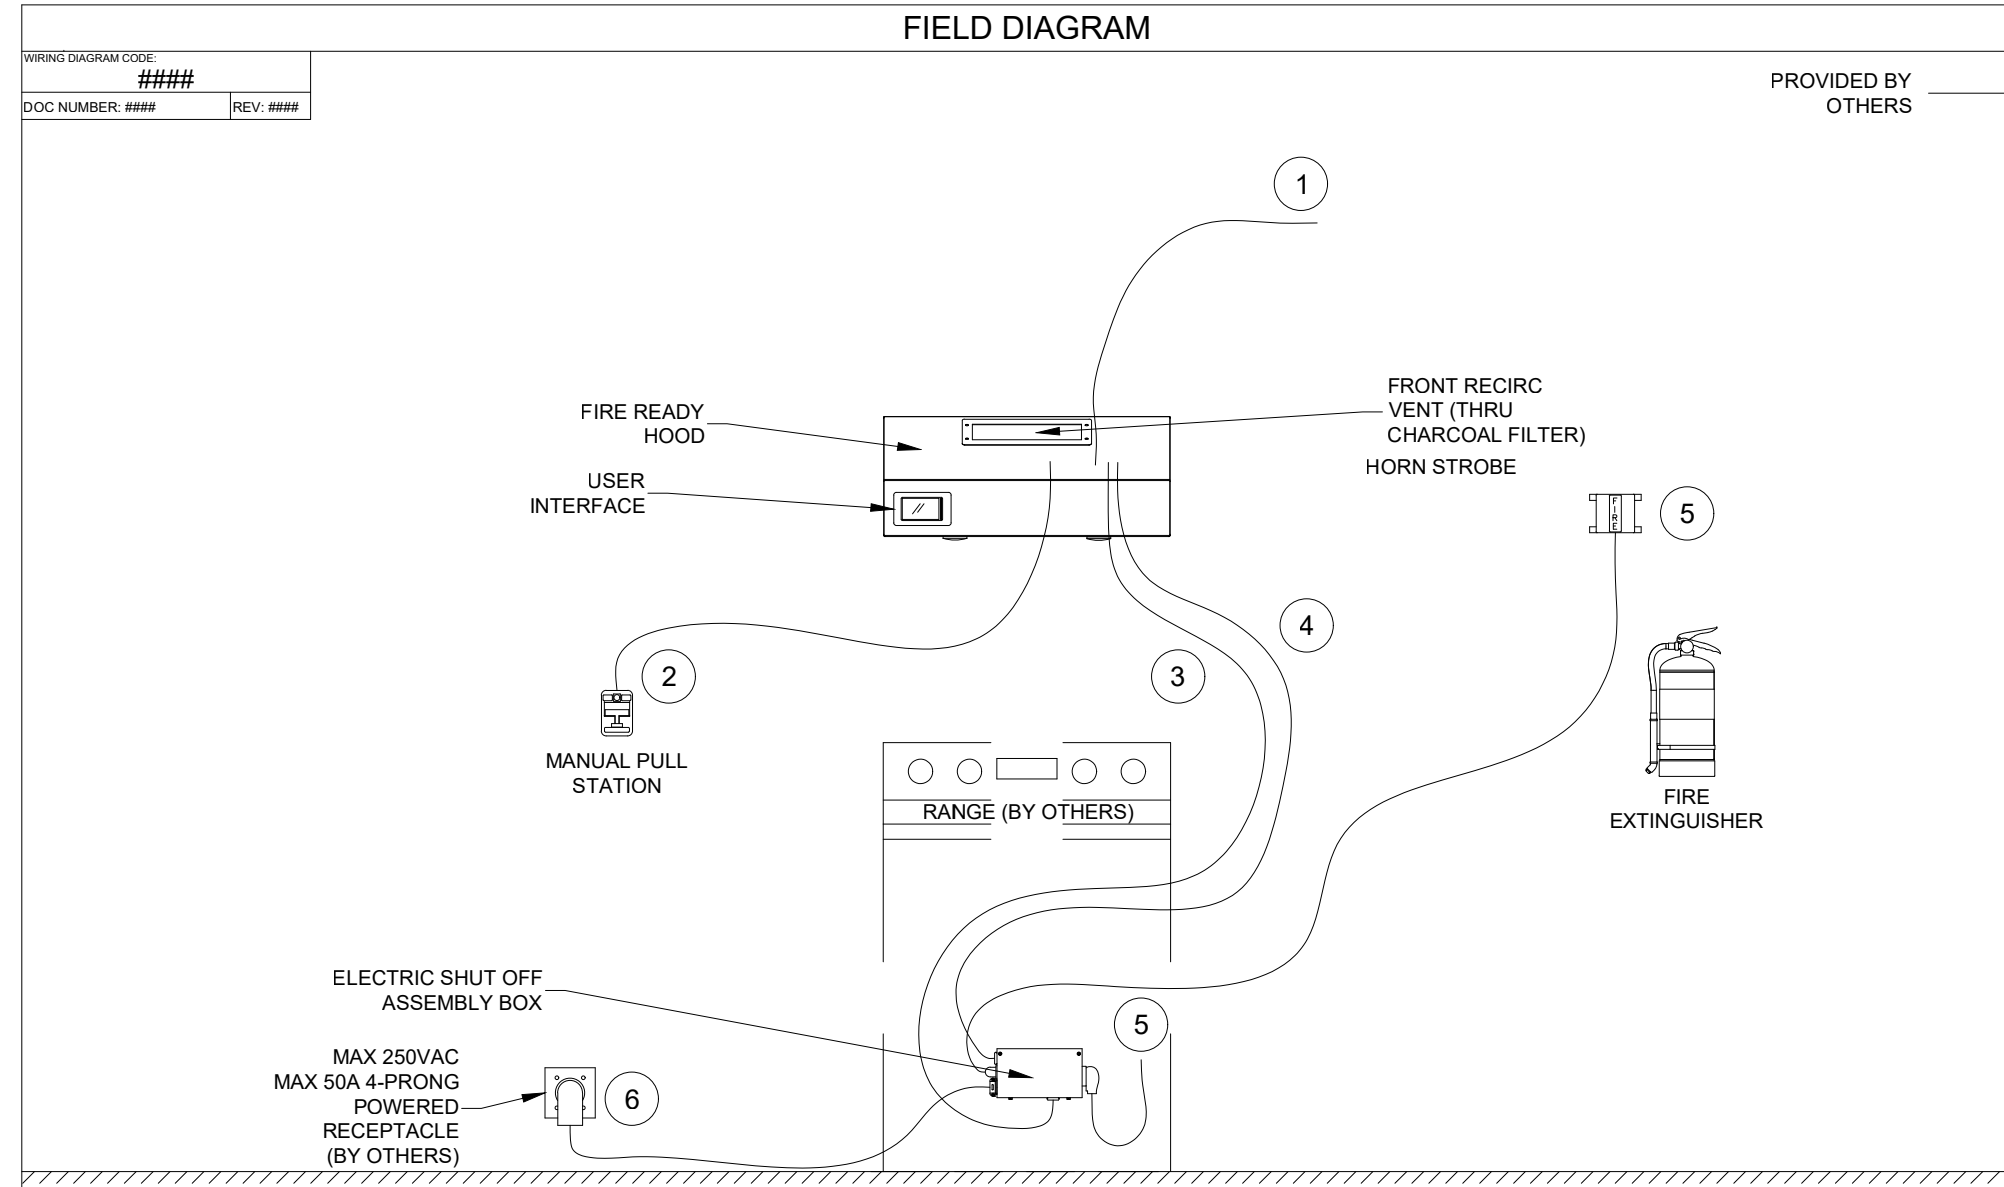 FIELD DIAGRAM
WIRING DIAGRAM CODE:
####
DOC NUMBER: ####
REV: ####
PROVIDED BY
OTHERS
1
FIRE READY
HOOD
FRONT RECIRC
VENT (THRU
CHARCOAL FILTER)
HORN STROBE
USER
INTERFACE
FIRE
5
4
2
3
MANUAL PULL
STATION
RANGE (BY OTHERS)
FIRE
EXTINGUISHER
ELECTRIC SHUT OFF
ASSEMBLY BOX
5
MAX 250VAC
MAX 50A 4-PRONG
POWERED
RECEPTACLE
(BY OTHERS)
6